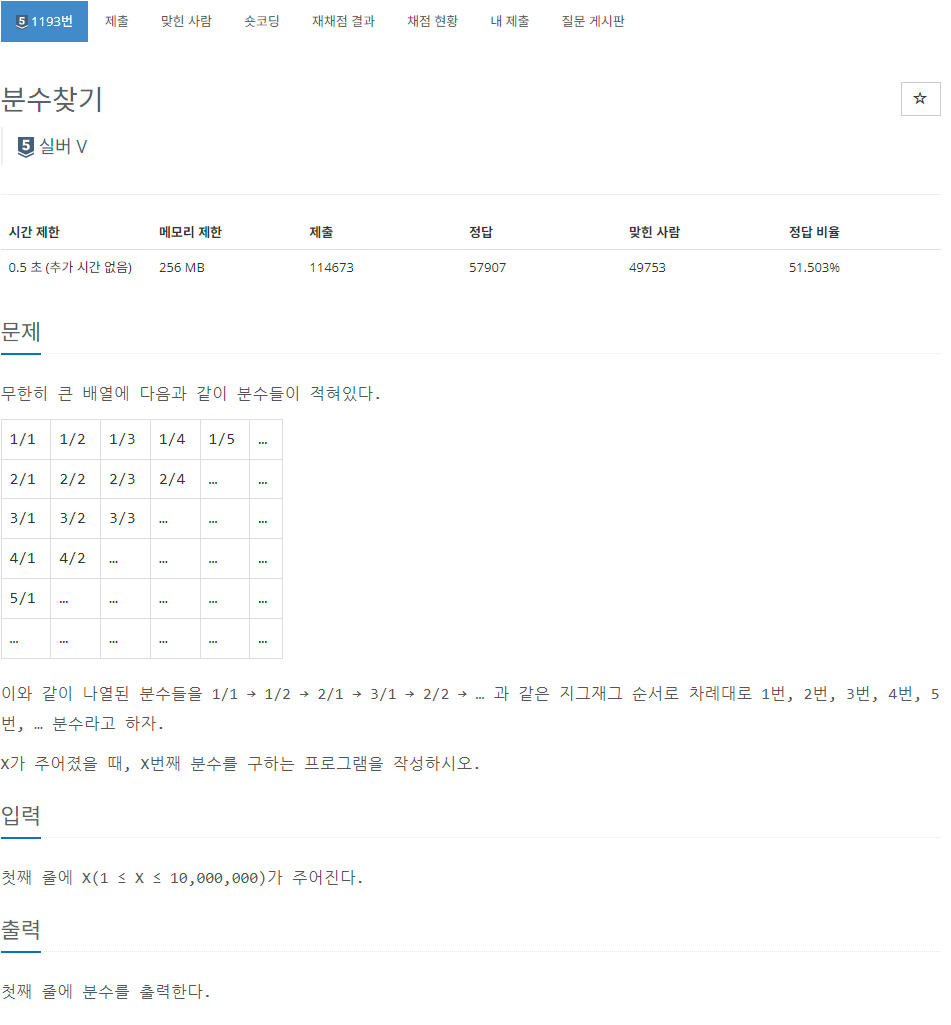 5 1193번 제출 맞힌 사람 숏코딩 재채점 결과 채점 현황 내 제출 질문 게시판
분수찾기 ☆
5 실버 V
시간 제한 메모리 제한 제출 정답 맞힌 사람 정답 비율
0.5 초 (추가 시간 없음) 256 MB 114673 57907 49753 51.503%
문제
무한히 큰 배열에 다음과 같이 분수들이 적혀있다.
1/1 1/2 1/3 1/4 1/5 …
2/1 2/2 2/3 2/4 … …
3/1 3/2 3/3 … … …
4/1 4/2 … … … …
5/1 … … … … …
… … … … … …
이와 같이 나열된 분수들을 1/1 → 1/2 → 2/1 → 3/1 → 2/2 → … 과 같은 지그재그 순서로 차례대로 1번, 2번, 3번, 4번, 5
번, … 분수라고 하자.
X가 주어졌을 때, X번째 분수를 구하는 프로그램을 작성하시오.
입력
첫째 줄에 X(1 ≤ X ≤ 10,000,000)가 주어진다.
출력
첫째 줄에 분수를 출력한다.